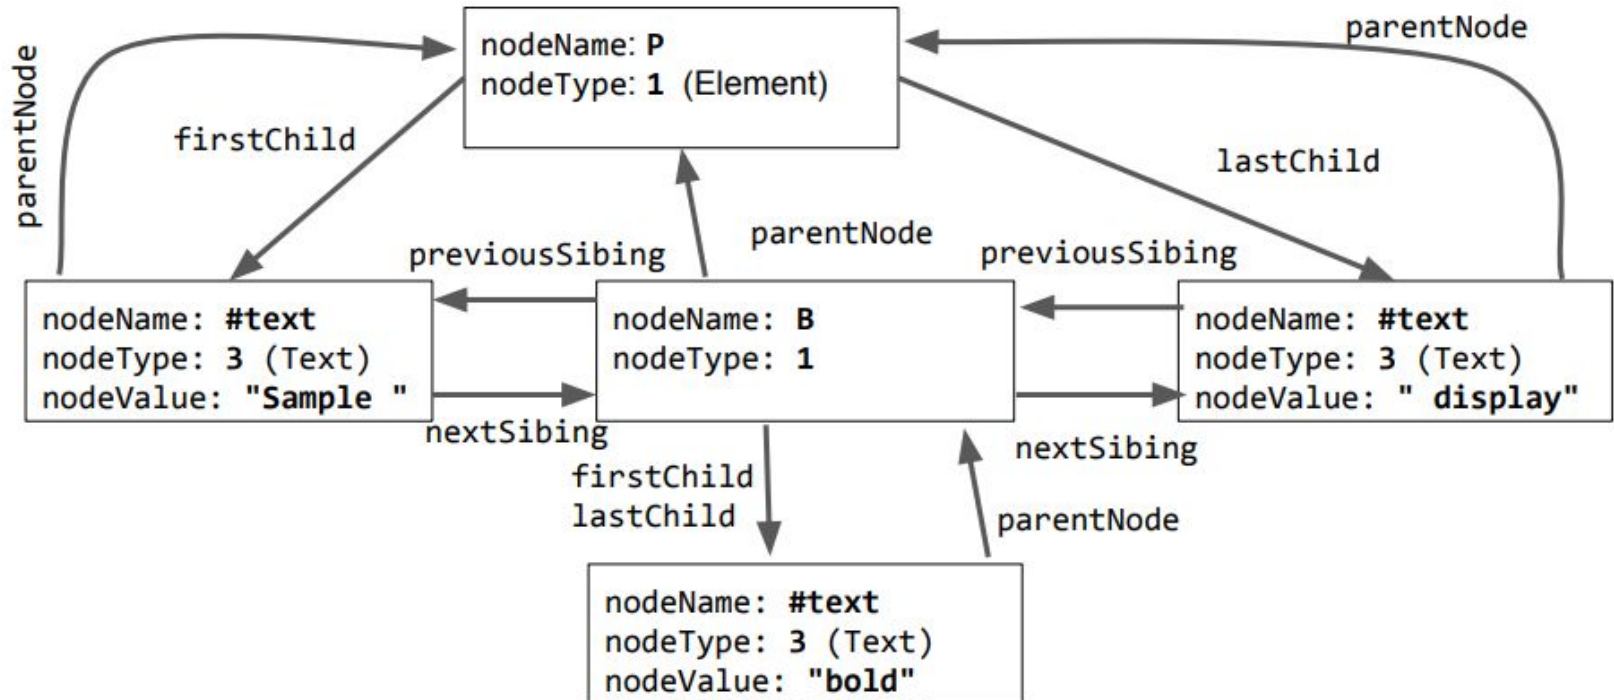 parentNode
nodeName: P
nodeType: 1 (Element)
parentNode
firstChild
lastChild
previousSibing
parentNode
previousSibing
nodeName: #text
nodeType: 3 (Text)
nodeValue: "Sample "
nodeName: B
nodeType: 1
nodeName: #text
nodeType: 3 (Text)
nodeValue: " display"
nextSibing
nextSibing
firstChild
lastChild
parentNode
nodeName: #text
nodeType: 3 (Text)
nodeValue: "bold"